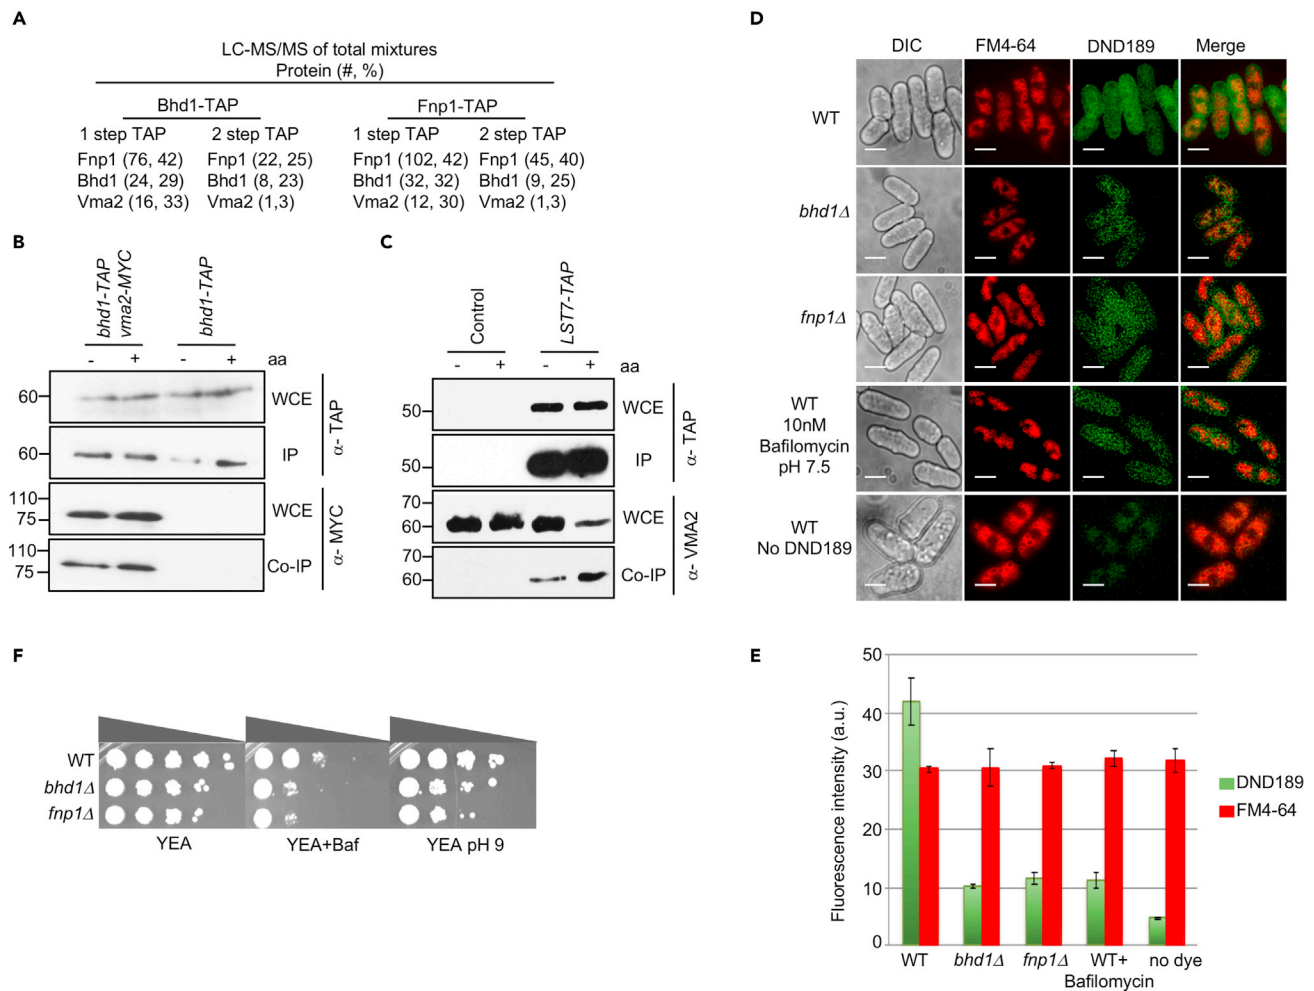 A
LC-MS/MS of total mixtures
Protein (#, %)
Bhd1-TAP
Fnp1-TAP
1 step TAP 2 step TAP 1 step TAP 2 step TAP
Fnp1 (76, 42) Fnp1 (22, 25) Fnp1 (102, 42) Fnp1 (45, 40)
Bhd1 (24, 29) Bhd1 (8, 23) Bhd1 (32, 32) Bhd1 (9, 25)
Vma2 (16, 33) Vma2 (1,3) Vma2 (12, 30) Vma2 (1,3)
B
bhd1-TAP
vma2-MYC
bhd1-TAP
- + - + aa
60 WCE
60 IP
α- TAP
110
75 WCE
110
75 Co-IP
α- MYC
C
Control
LST7-TAP
- + - + aa
50 WCE
50 IP
α- TAP
70
60 WCE
70
60 Co-IP
α- VMA2
D
DIC FM4-64 DND189 Merge
WT
bhd1Δ
fnp1Δ
WT
10nM
Bafilomycin
pH 7.5
WT
No DND189
F
WT
bhd1Δ
fnp1Δ
YEA YEA+Baf YEA pH 9
E
Fluorescence intensity (a.u.)
50
40
30
20
10
0
WT bhd1Δ fnp1Δ WT+ no dye
Bafilomycin
DND189
FM4-64